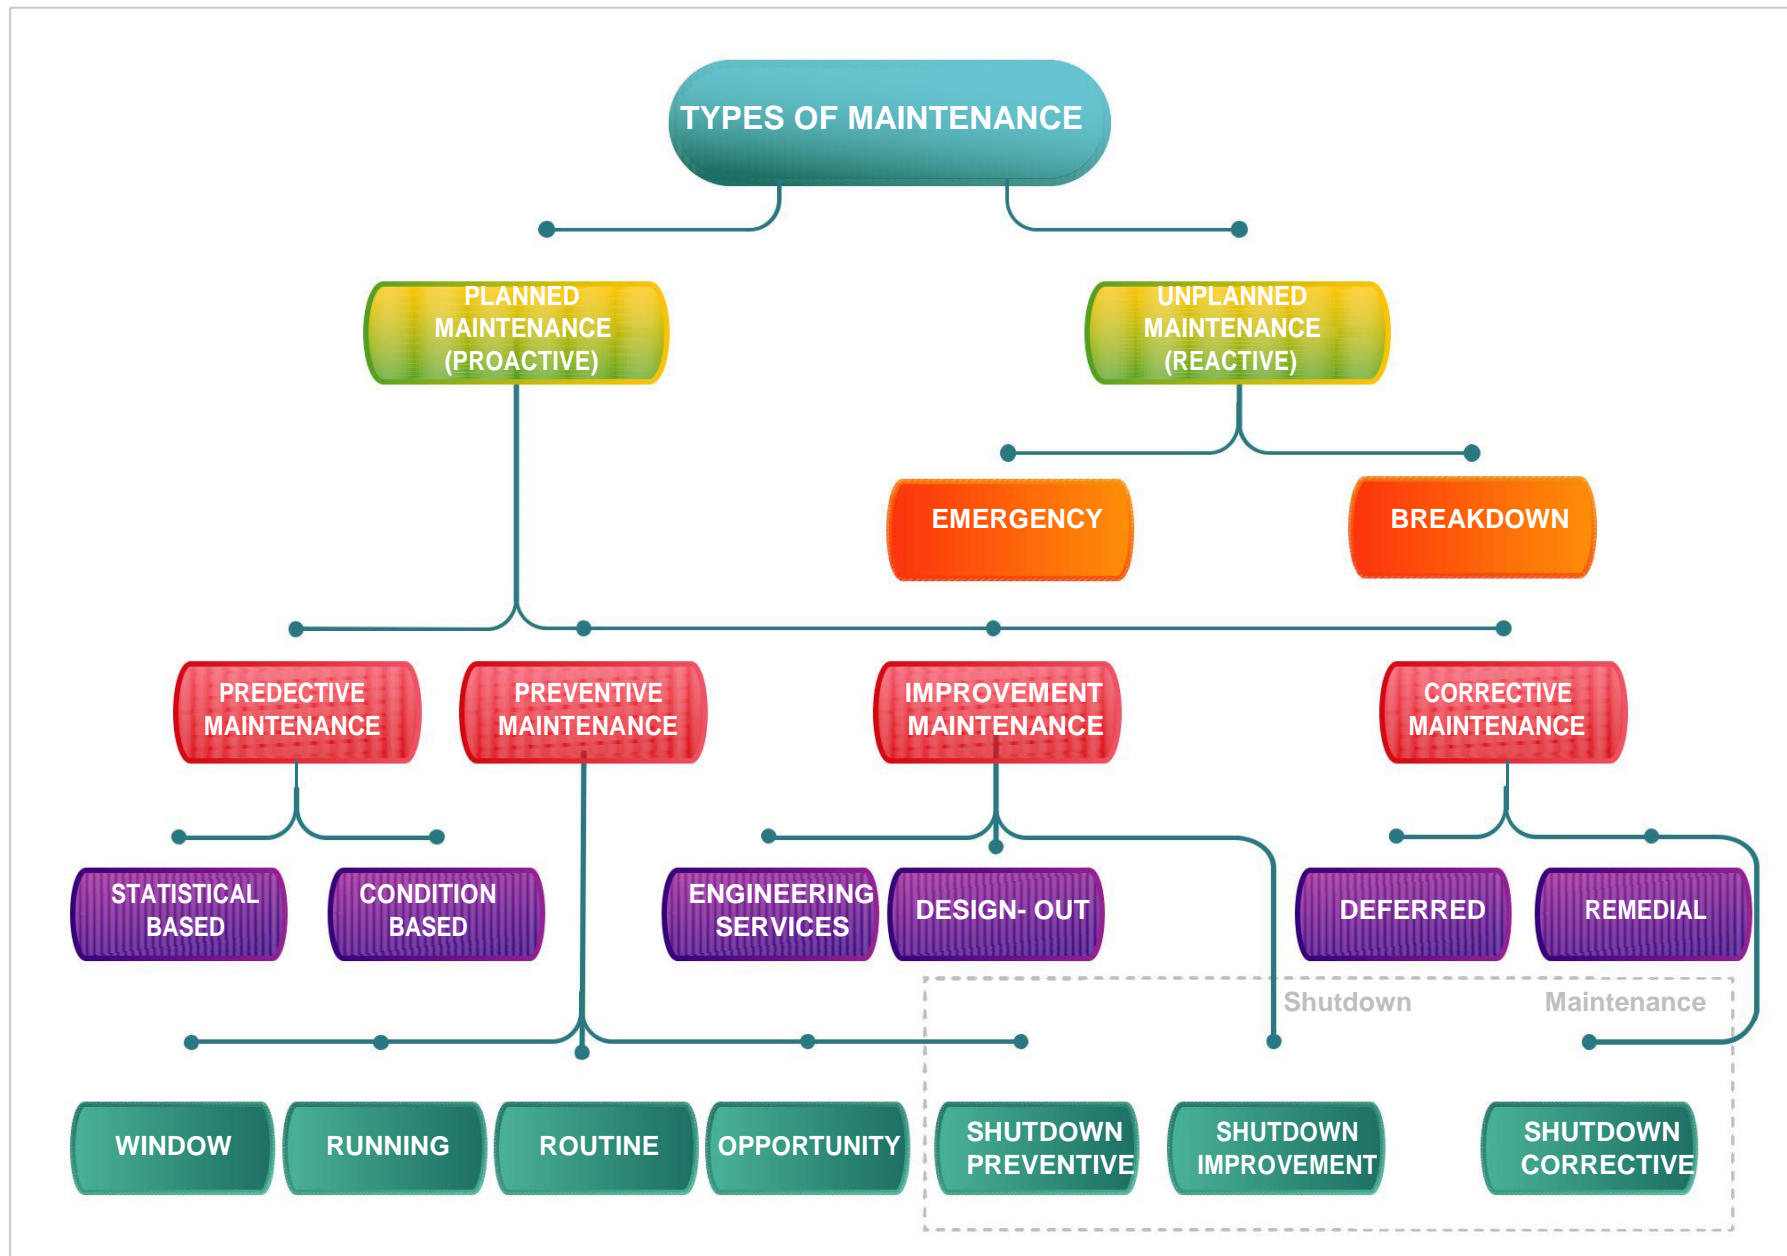 TYPES OF MAINTENANCE
PLANNED
MAINTENANCE
(PROACTIVE)
UNPLANNED
MAINTENANCE
(REACTIVE)
EMERGENCY
BREAKDOWN
PREDECTIVE
MAINTENANCE
PREVENTIVE
MAINTENANCE
IMPROVEMENT
MAINTENANCE
CORRECTIVE
MAINTENANCE
STATISTICAL
BASED
CONDITION
BASED
ENGINEERING
SERVICES
DESIGN- OUT
DEFERRED
REMEDIAL
Shutdown Maintenance
WINDOW
RUNNING
ROUTINE
OPPORTUNITY
SHUTDOWN
PREVENTIVE
SHUTDOWN
IMPROVEMENT
SHUTDOWN
CORRECTIVE